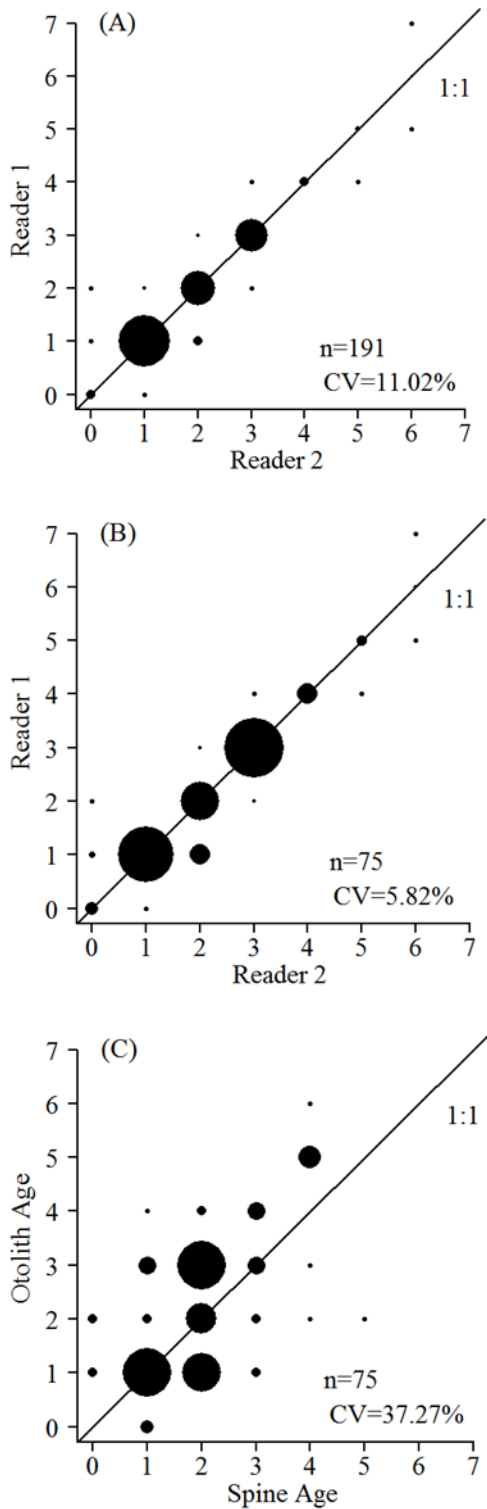 (A)
7
6
5
4
3
2
1
0
Reader 1
1:1
n=191
CV=11.02%
0 1 2 3 4 5 6 7
Reader 2
(B)
7
6
5
4
3
2
1
0
Reader 1
1:1
n=75
CV=5.82%
0 1 2 3 4 5 6 7
Reader 2
(C)
7
6
5
4
3
2
1
0
Otolith Age
1:1
n=75
CV=37.27%
0 1 2 3 4 5 6 7
Spine Age